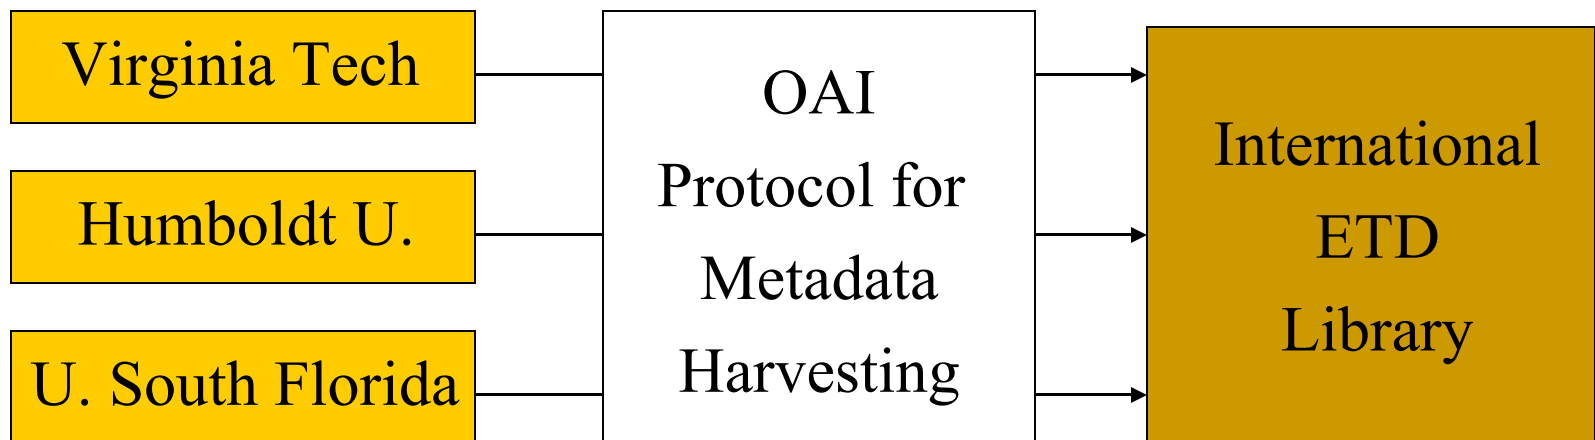 Virginia Tech
Humboldt U.
U. South Florida
OAI
Protocol for
Metadata
Harvesting
International
ETD
Library